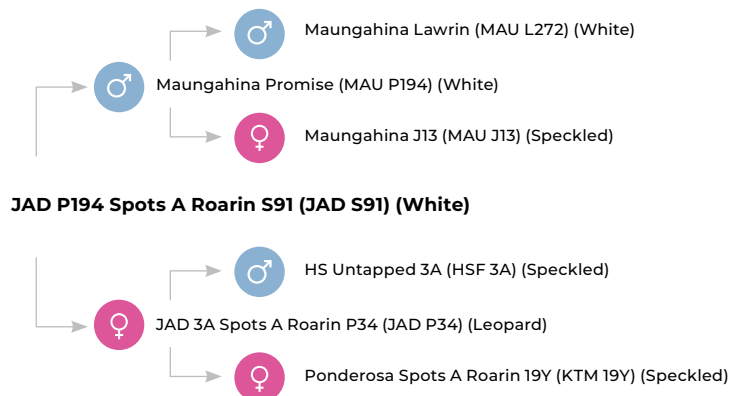 Maungahina Lawrin (MAU L272) (White)
Maungahina Promise (MAU P194) (White)
Maungahina J13 (MAU J13) (Speckled)
JAD P194 Spots A Roarin S91 (JAD S91) (White)
HS Untapped 3A (HSF 3A) (Speckled)
JAD 3A Spots A Roarin P34 (JAD P34) (Leopard)
Ponderosa Spots A Roarin 19Y (KTM 19Y) (Speckled)